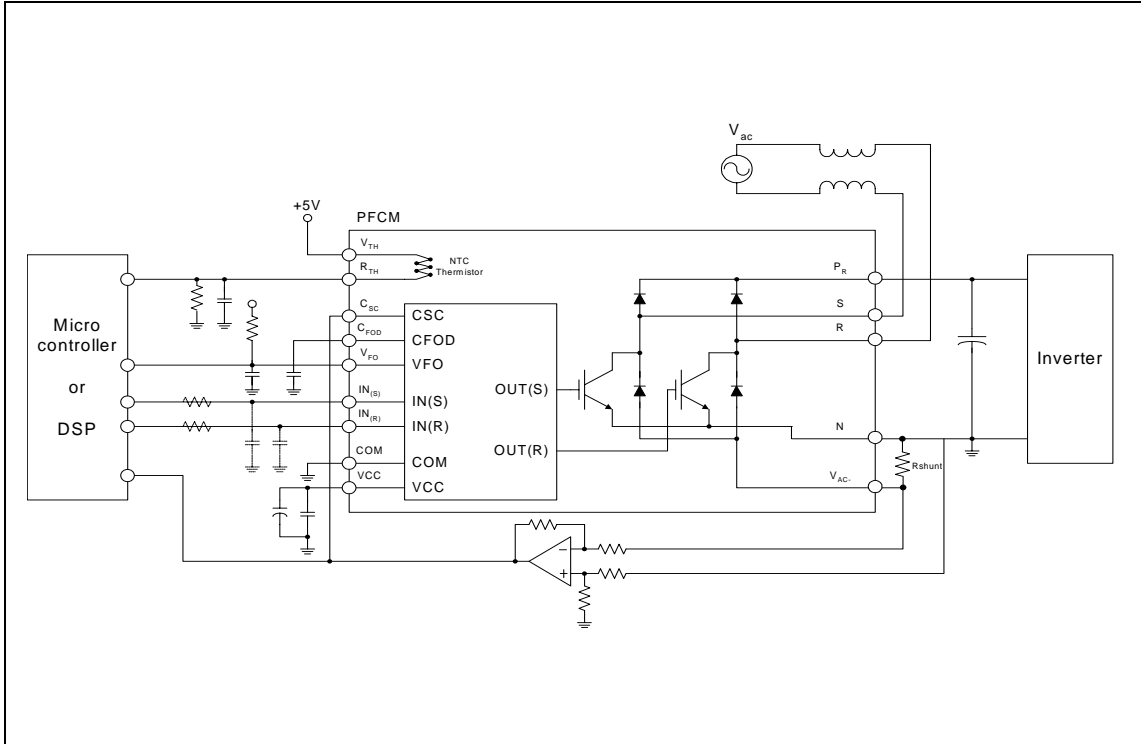 V ac
+5V
PFCM
V TH
NTC
Thermistor
R TH
P R
C SC
CSC
S
C FOD
CFOD
R
Micro
controller
or
DSP
V FO
VFO
Inverter
IN (S)
IN(S)
OUT(S)
IN (R)
IN(R)
N
COM
COM
OUT(R)
VCC
VCC
Rshunt
V AC-
−
+